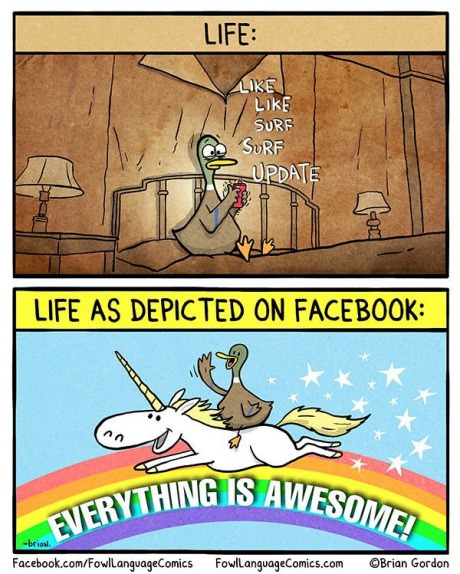 LIFE:
LIKE
LIKE
SURF
SURF
UPDATE
LIFE AS DEPICTED ON FACEBOOK:
EVERYTHING IS AWESOME!
-brian.
Facebook.com/FowlLanguageComics FowlLanguageComics.com ©Brian Gordon